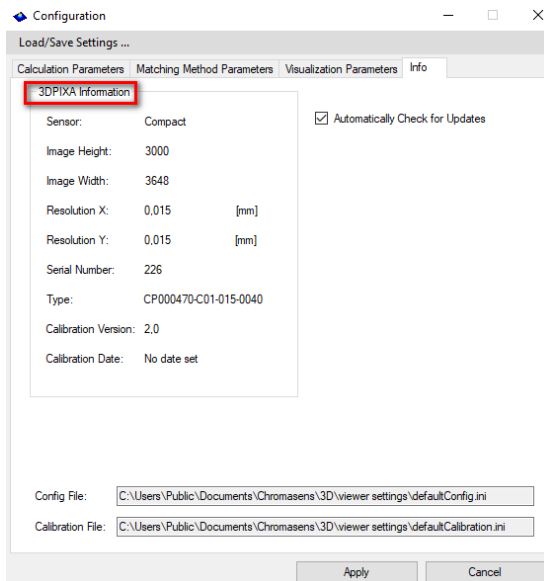 Configuration
Load/Save Settings ...
Calculation Parameters Matching Method Parameters Visualization Parameters Info
3DPIXA Information
Sensor: Compact
Automatically Check for Updates
Image Height: 3000
Image Width: 3648
Resolution X: 0,015 [mm]
Resolution Y: 0,015 [mm]
Serial Number: 226
Type: CP000470-C01-015-0040
Calibration Version: 2,0
Calibration Date: No date set
Config File: C:\Users\Public\Documents\Chromasens\3D\viewer settings\defaultConfig.ini
Calibration File: C:\Users\Public\Documents\Chromasens\3D\viewer settings\defaultCalibration.ini
Apply Cancel